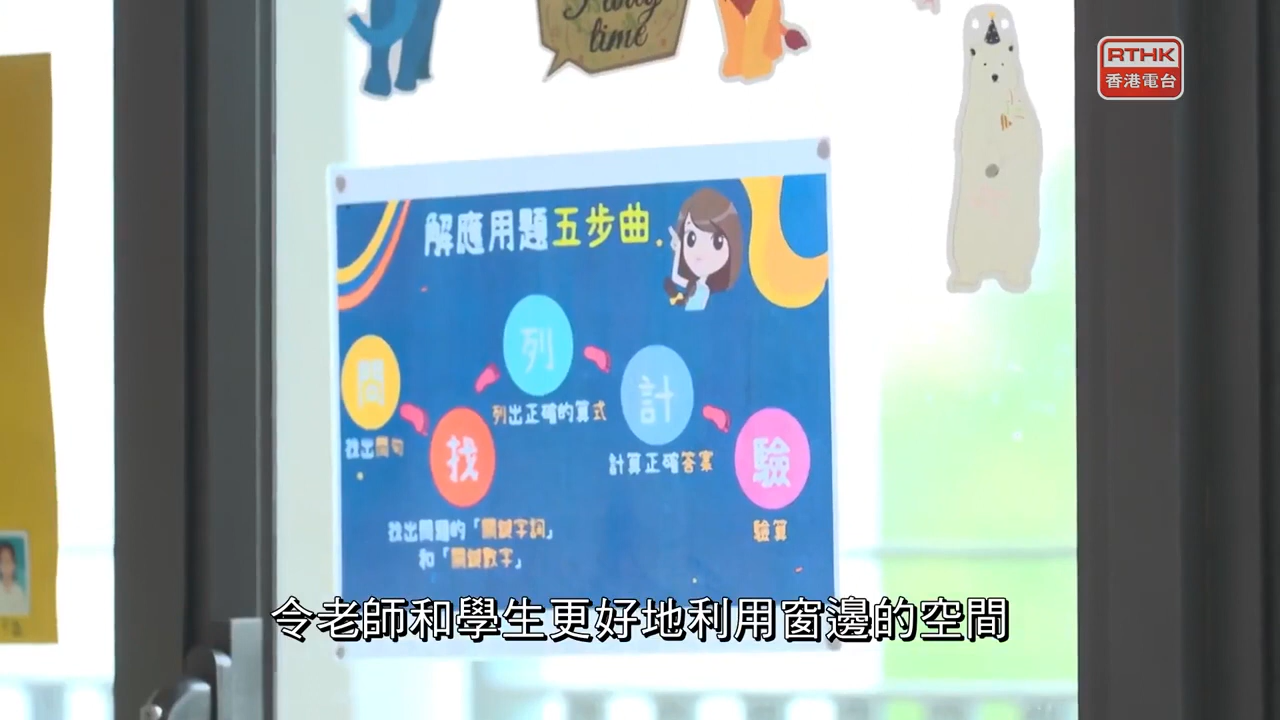 time
RTHK
香港電台
解應用題五步曲
問
找出問句
找
找出問題的「關鍵字詞」
和「關鍵數字」
列
列出正確的算式
計
計算正確答案
驗
驗算
令老師和學生更好地利用窗邊的空間